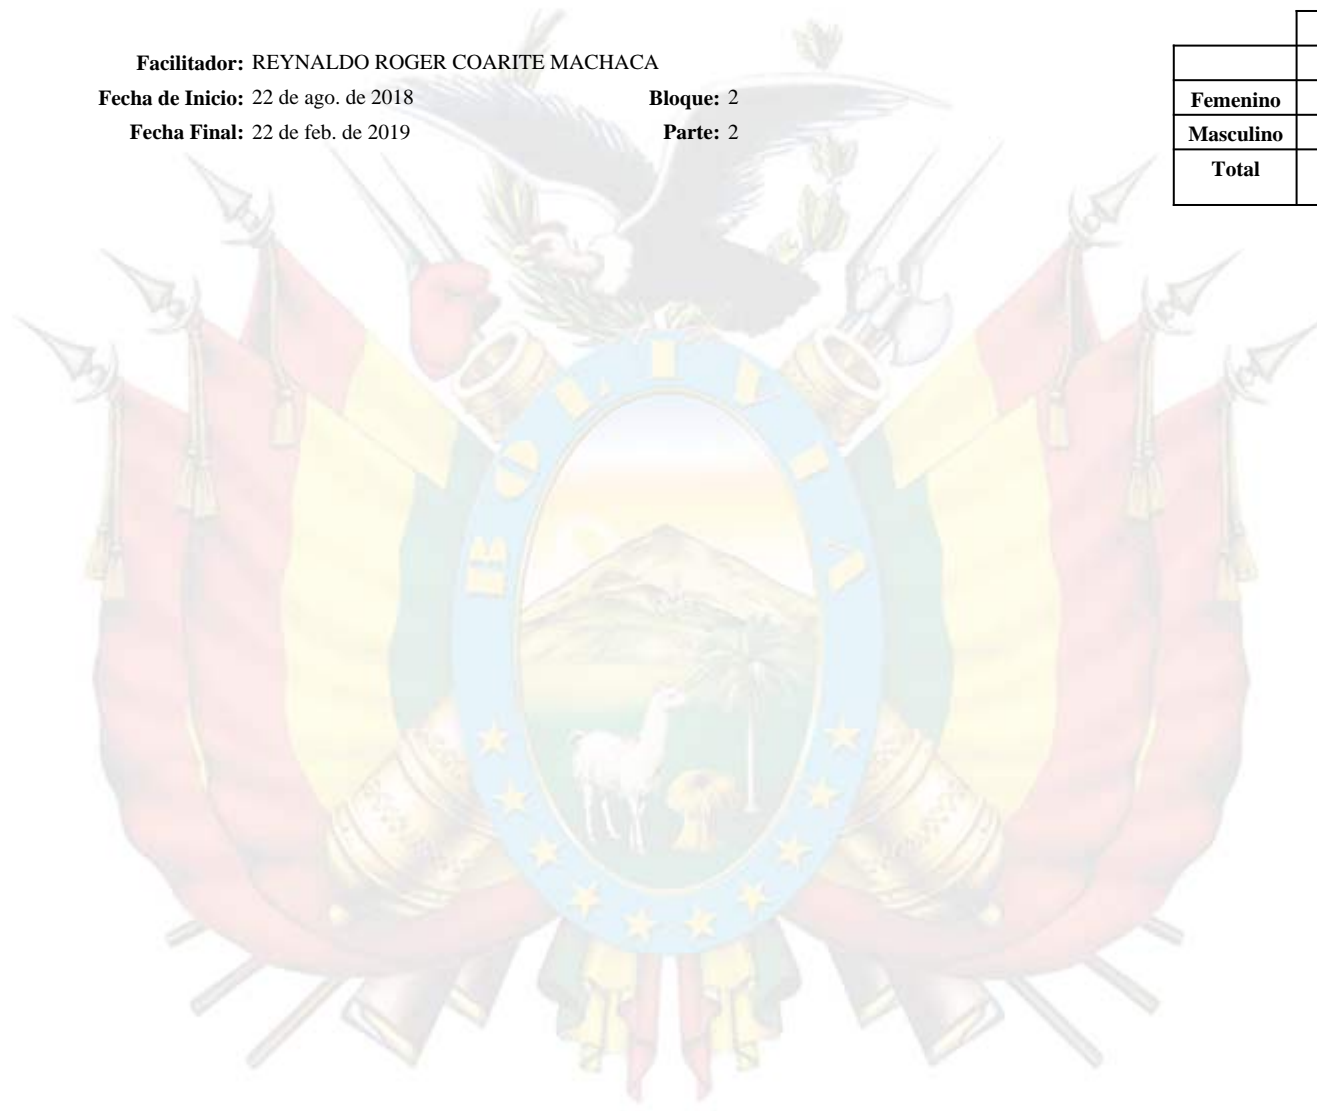 Facilitador: REYNALDO ROGER COARITE MACHACA
Fecha de Inicio: 22 de ago. de 2018 Bloque: 2
Fecha Final: 22 de feb. de 2019 Parte: 2
Femenino
Masculino
Total
BOLIVIA